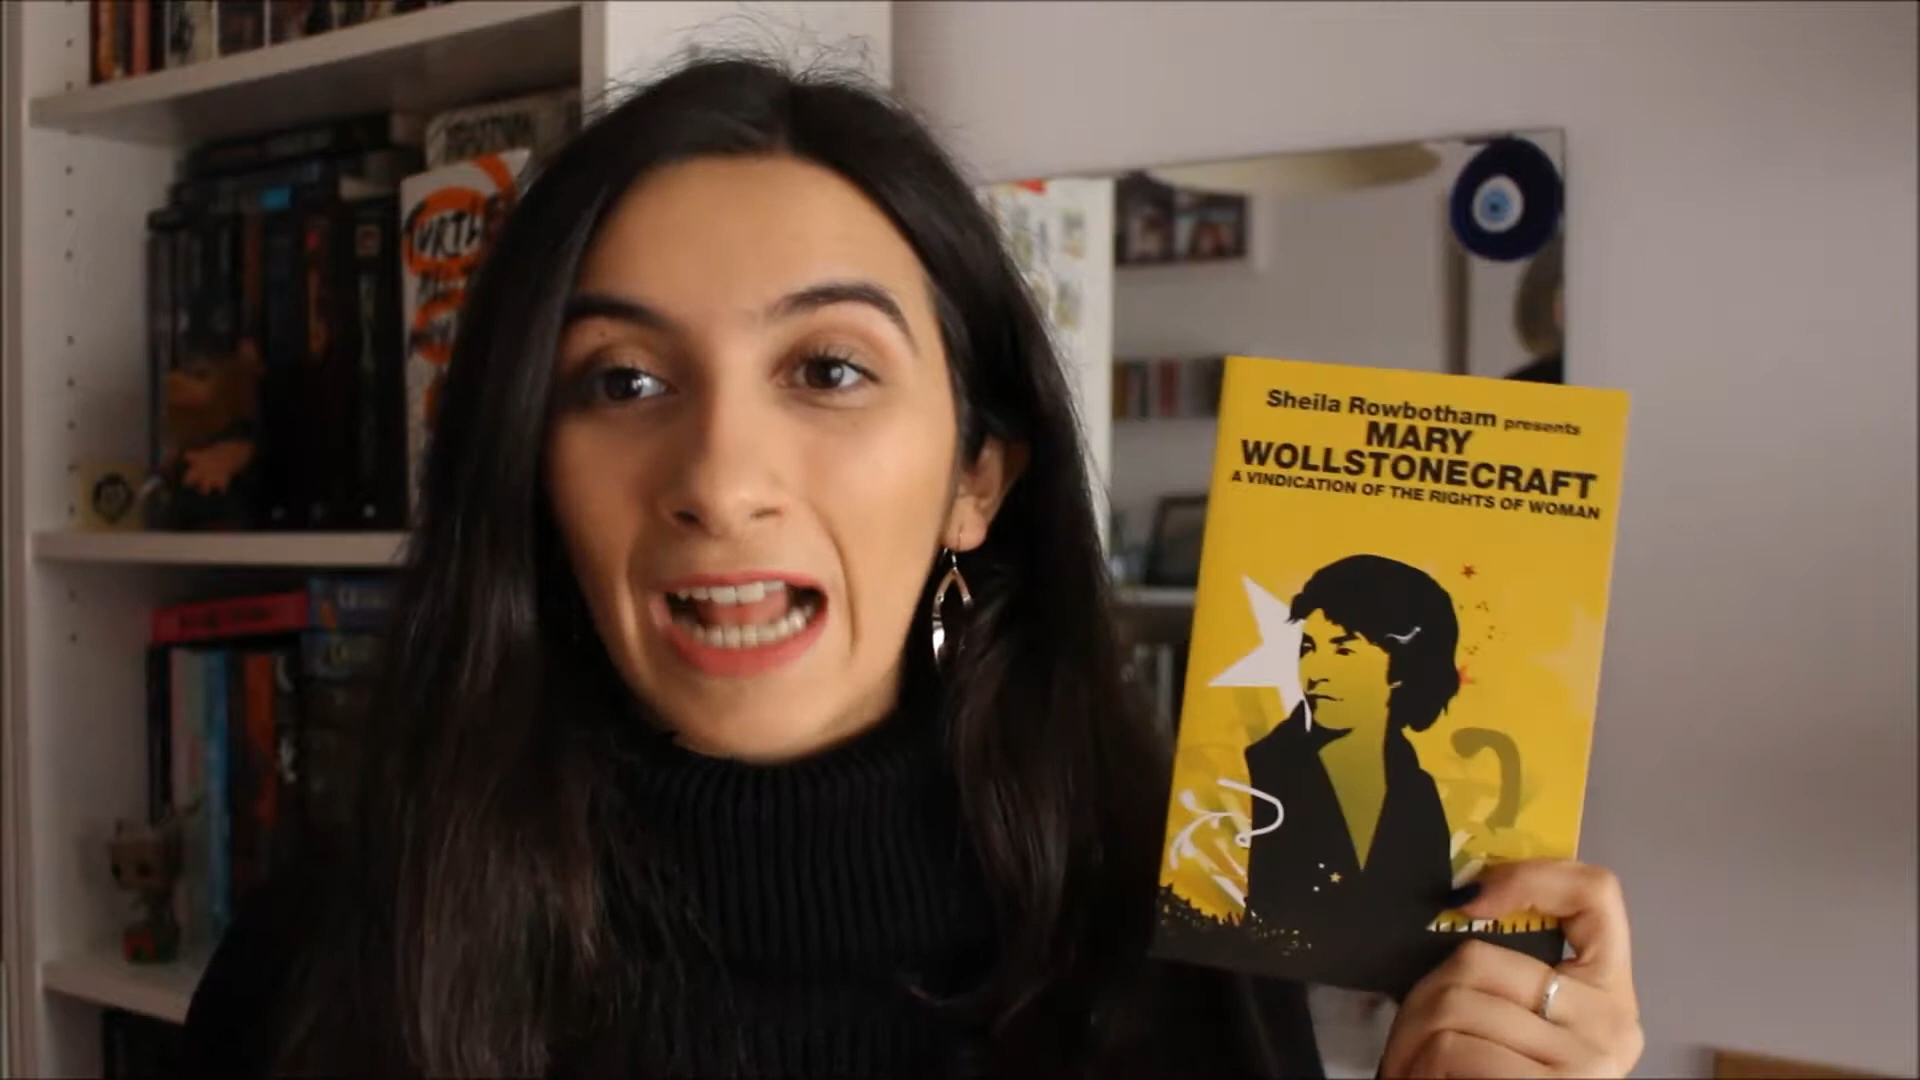 Sheila Rowbotham presents
MARY
WOLLSTONECRAFT
A VINDICATION OF THE RIGHTS OF WOMAN